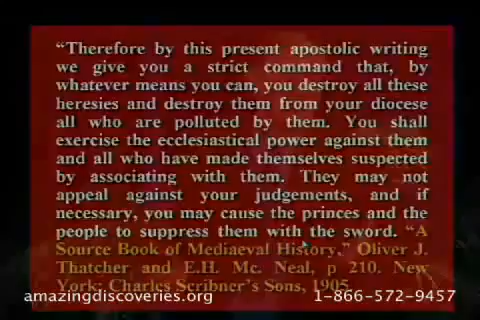 “Therefore by this present apostolic writing
we give you a strict command that, by
whatever means you can, you destroy all these
heresies and destroy them from your diocese
all who are polluted by them. You shall
exercise the ecclesiastical power against them
and all who have made themselves suspected
by associating with them. They may not
appeal against your judgements, and if
necessary, you may cause the princes and the
people to suppress them with the sword. “A
Source Book of Mediaeval History,” Oliver J.
Thatcher and E.H. Mc. Neal, p 210. New
York: Charles Scribner's Sons, 1905.
amazingdiscoveries.org 1-866-572-9457